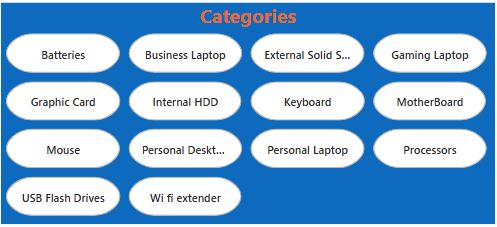 Categories
Batteries
Business Laptop
External Solid S...
Gaming Laptop
Graphic Card
Internal HDD
Keyboard
MotherBoard
Mouse
Personal Deskt...
Personal Laptop
Processors
USB Flash Drives
Wi fi extender